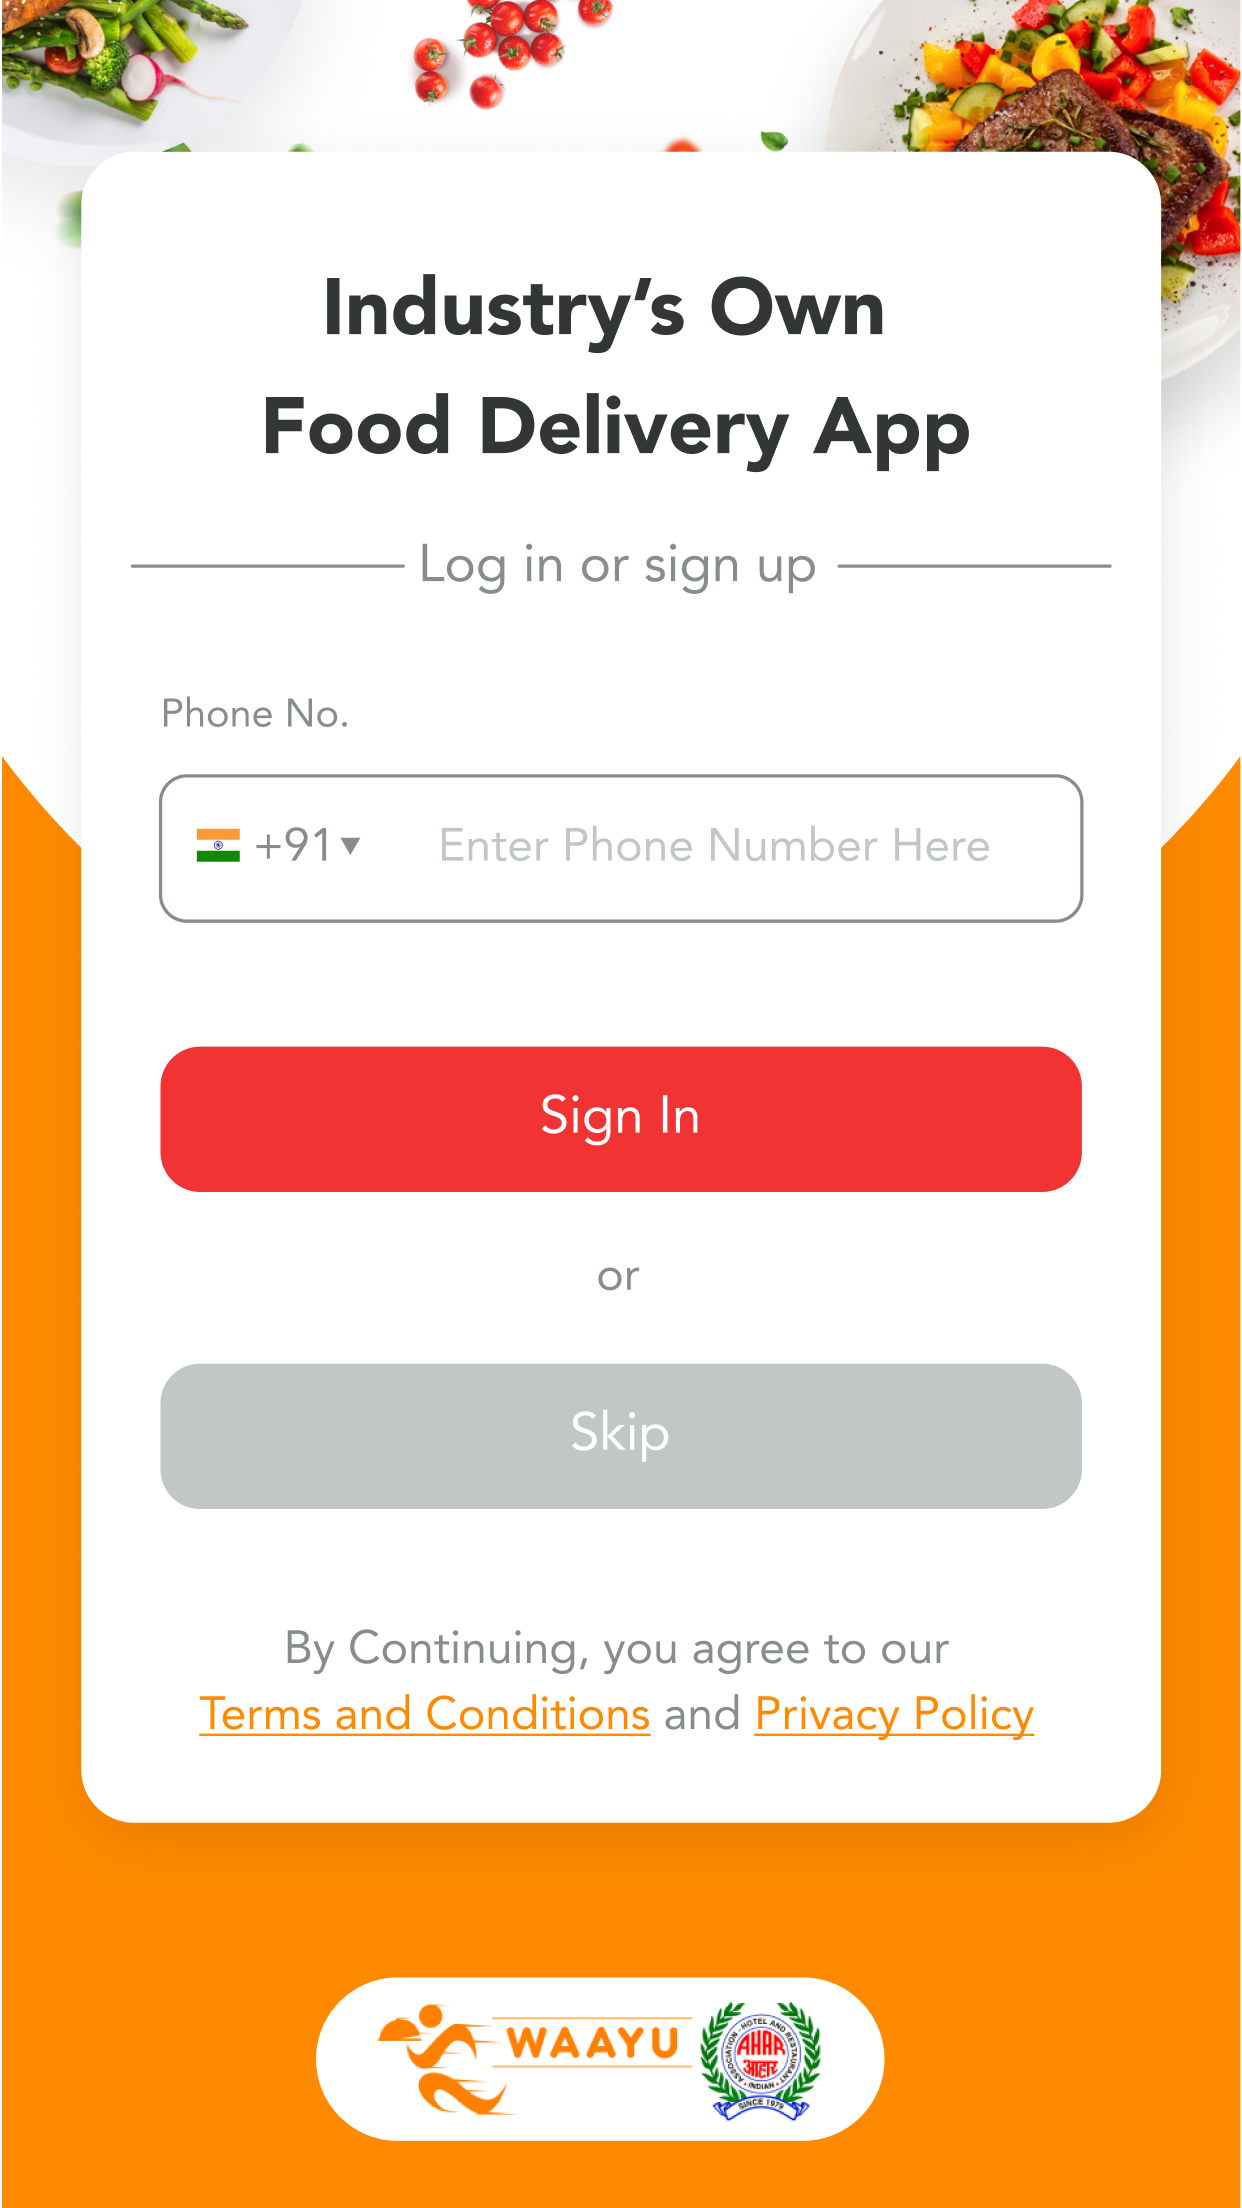 Industry’s Own
Food Delivery App
Log in or sign up
Phone No.
+91 Enter Phone Number Here
Sign In
or
Skip
By Continuing, you agree to our
Terms and Conditions and Privacy Policy
WAAYU
INDIAN HOTEL AND RESTAURANT ASSOCIATION
AHAR
आहार
SINCE 1979